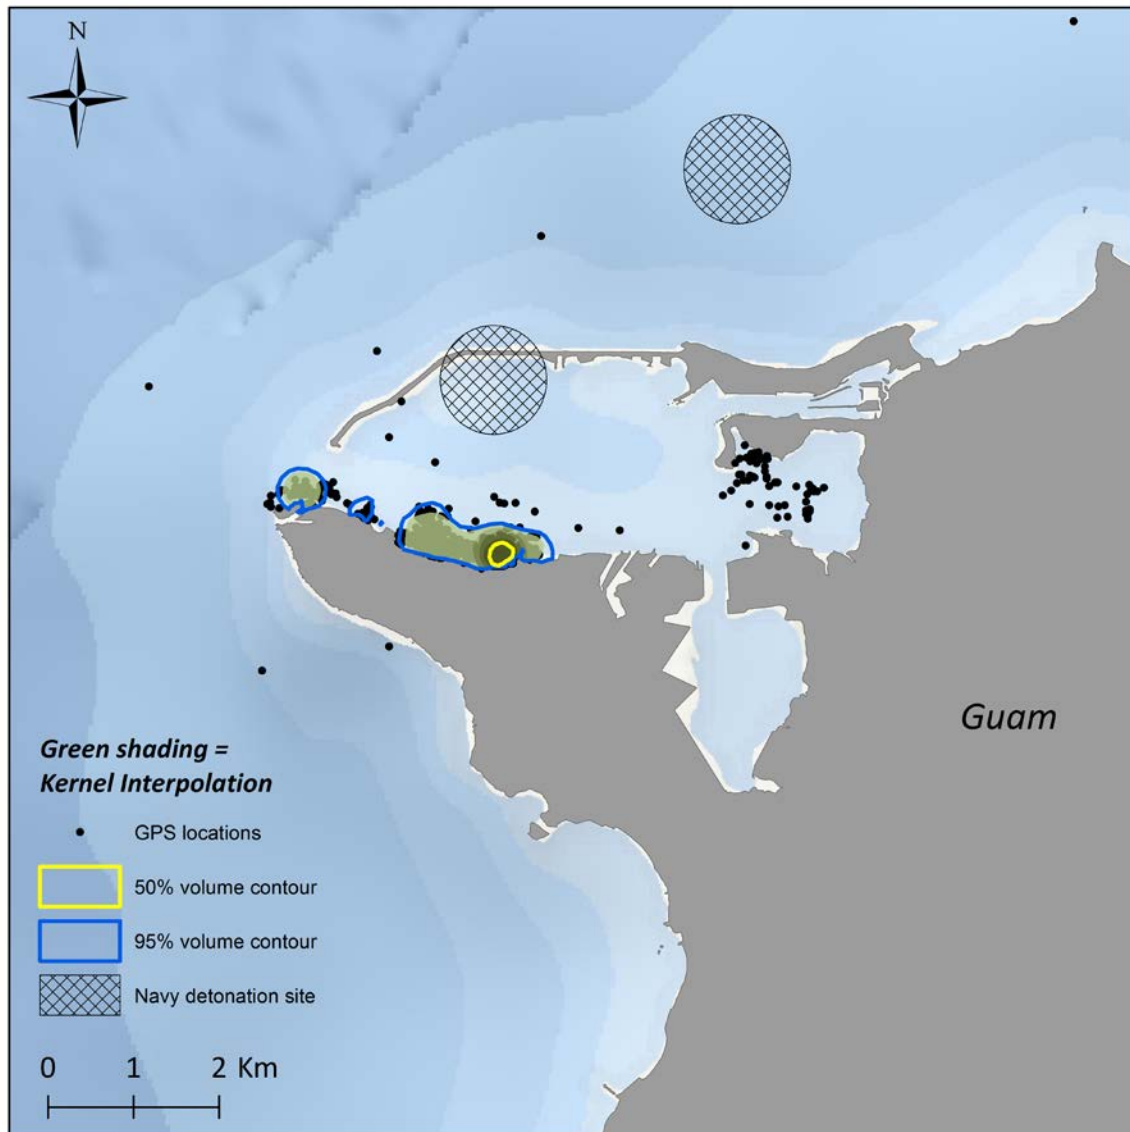 N
Guam
Green shading =
Kernel Interpolation
GPS locations
50% volume contour
95% volume contour
Navy detonation site
0 1 2 Km